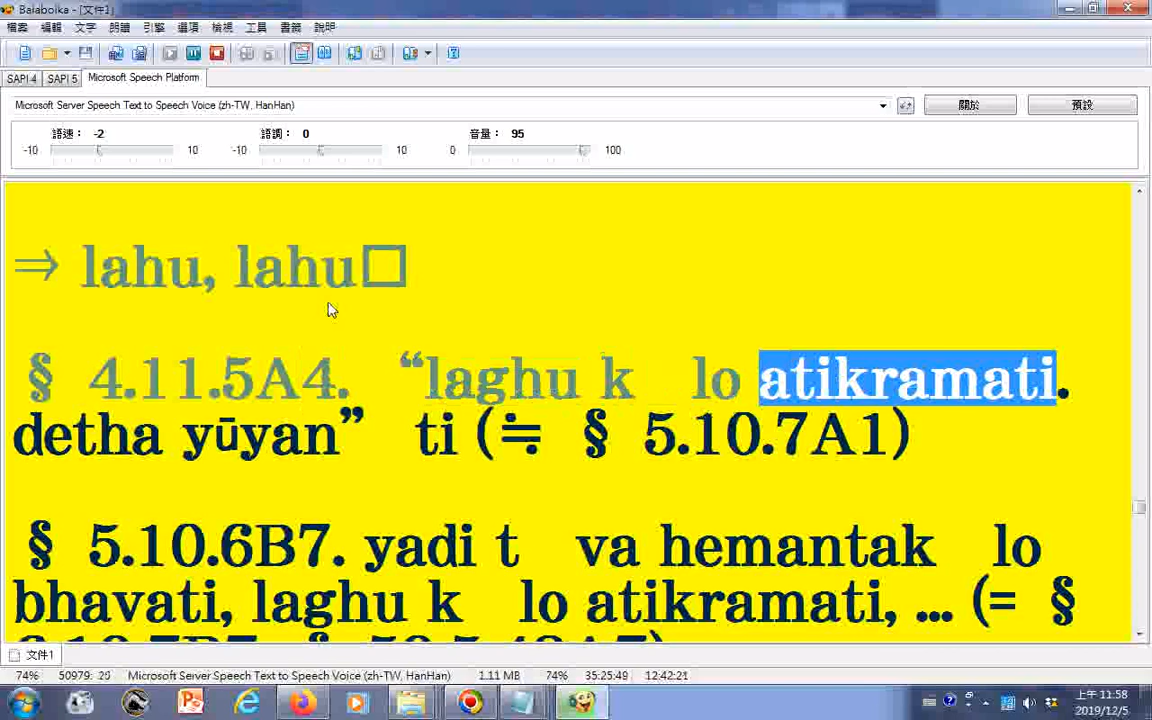 Balabolka - [文件1]
檔案 編輯 文字 朗讀 引擎 選項 檢視 工具 書籤 說明
SAPI 4 SAPI 5 Microsoft Speech Platform
Microsoft Server Speech Text to Speech Voice (zh-TW, HanHan) 關於 預設
語速： -2 語調： 0 音量： 95
-10 10 -10 10 0 100
⇒ lahu, lahu□
§ 4.11.5A4. “laghu k lo atikramati.
detha yūyan” ti (≒ § 5.10.7A1)
§ 5.10.6B7. yadi t va hemantak lo
bhavati, laghu k lo atikramati, ... (= §
文件1
74% 50979: 29 Microsoft Server Speech Text to Speech Voice (zh-TW, HanHan) 1.11 MB 74% 35:25:49 12:42:21
上午 11:58
2019/12/5